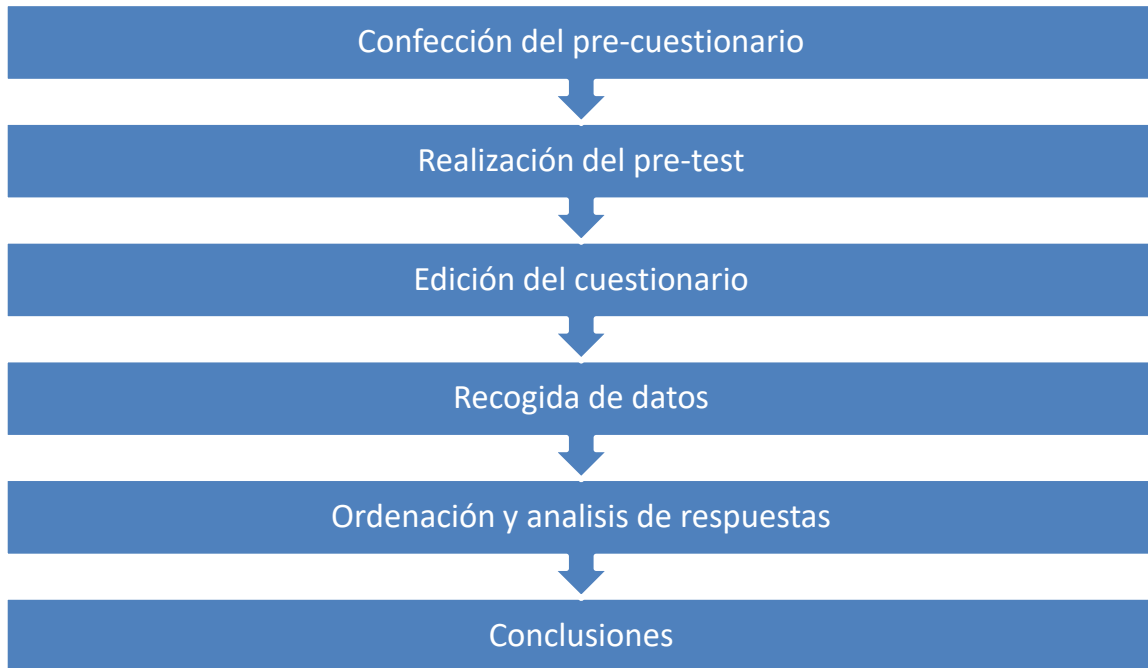 Confección del pre-cuestionario
Realización del pre-test
Edición del cuestionario
Recogida de datos
Ordenación y analisis de respuestas
Conclusiones